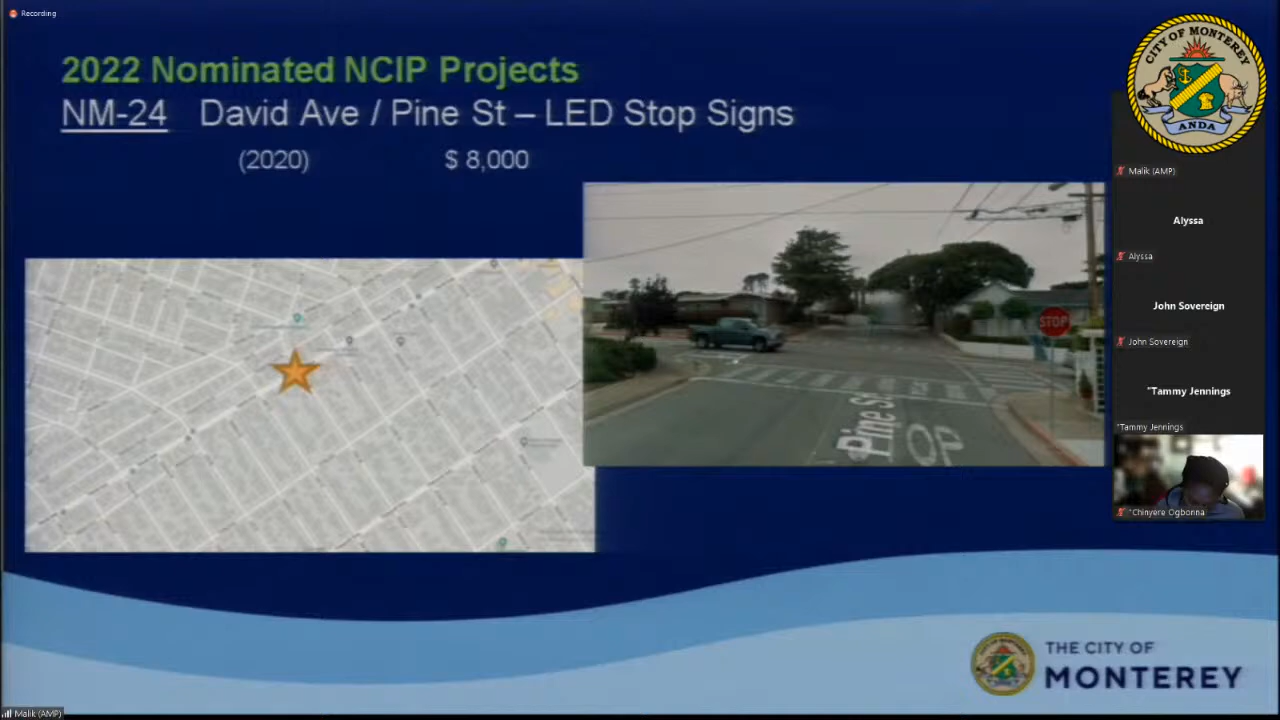 Recording
2022 Nominated NCIP Projects
NM-24 David Ave / Pine St – LED Stop Signs
(2020) $ 8,000
STOP
Pine St
CITY OF MONTEREY
ANDA
Malik (AMP)
Alyssa
Alyssa
John Sovereign
John Sovereign
"Tammy Jennings
"Tammy Jennings
"Chinyere Ogbonna
THE CITY OF
MONTEREY
Malik (AMP)